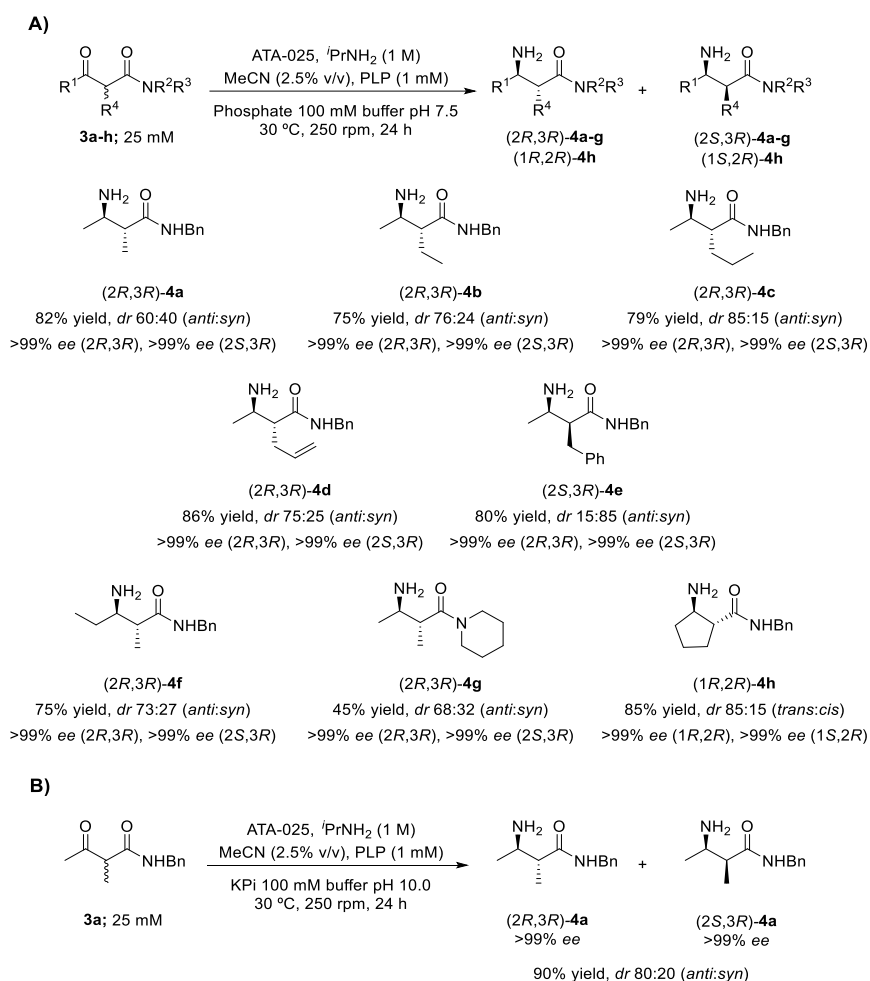 A)
O O
R1 NR2R3
R4
3a-h; 25 mM
ATA-025, iPrNH2 (1 M)
MeCN (2.5% v/v), PLP (1 mM)
Phosphate 100 mM buffer pH 7.5
30 ºC, 250 rpm, 24 h
NH2 O
R1 NR2R3
R4
(2R,3R)-4a-g
(1R,2R)-4h
+
NH2 O
R1 NR2R3
R4
(2S,3R)-4a-g
(1S,2R)-4h
NH2 O
NHBn
(2R,3R)-4a
82% yield, dr 60:40 (anti:syn)
>99% ee (2R,3R), >99% ee (2S,3R)
NH2 O
NHBn
(2R,3R)-4b
75% yield, dr 76:24 (anti:syn)
>99% ee (2R,3R), >99% ee (2S,3R)
NH2 O
NHBn
(2R,3R)-4c
79% yield, dr 85:15 (anti:syn)
>99% ee (2R,3R), >99% ee (2S,3R)
NH2 O
NHBn
(2R,3R)-4d
86% yield, dr 75:25 (anti:syn)
>99% ee (2R,3R), >99% ee (2S,3R)
NH2 O
NHBn
Ph
(2S,3R)-4e
80% yield, dr 15:85 (anti:syn)
>99% ee (2R,3R), >99% ee (2S,3R)
NH2 O
NHBn
(2R,3R)-4f
75% yield, dr 73:27 (anti:syn)
>99% ee (2R,3R), >99% ee (2S,3R)
NH2 O
N
(2R,3R)-4g
45% yield, dr 68:32 (anti:syn)
>99% ee (2R,3R), >99% ee (2S,3R)
NH2 O
NHBn
(1R,2R)-4h
85% yield, dr 85:15 (trans:cis)
>99% ee (1R,2R), >99% ee (1S,2R)
B)
O O
NHBn
3a; 25 mM
ATA-025, iPrNH2 (1 M)
MeCN (2.5% v/v), PLP (1 mM)
KPi 100 mM buffer pH 10.0
30 ºC, 250 rpm, 24 h
NH2 O
NHBn
(2R,3R)-4a
>99% ee
+
NH2 O
NHBn
(2S,3R)-4a
>99% ee
90% yield, dr 80:20 (anti:syn)